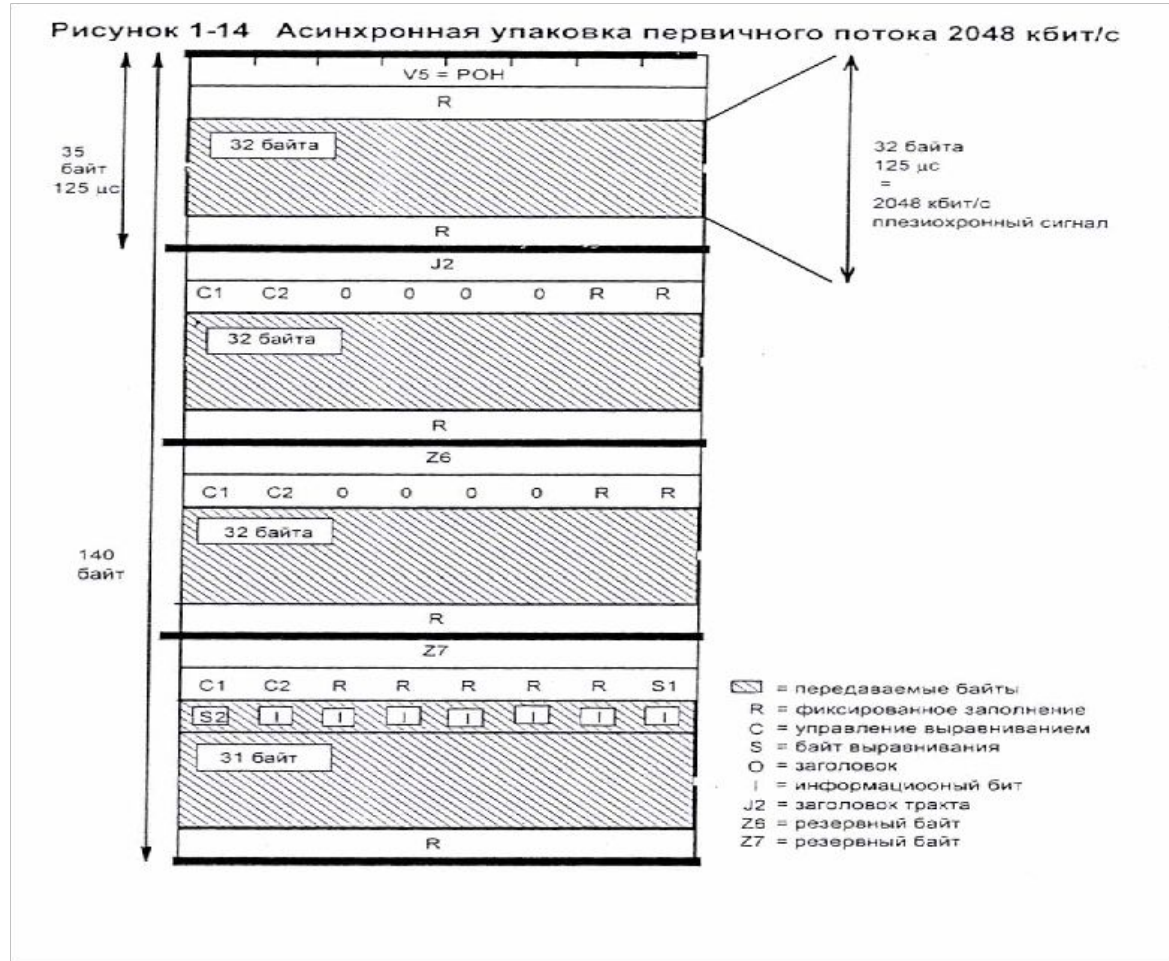 Рисунок 1-14 Асинхронная упаковка первичного потока 2048 кбит/с
V5 = POH
R
32 байта
35
байт
125 µс
32 байта
125 µс
=
2048 кбит/с
плезиохронный сигнал
R
J2
C1 C2 0 0 0 0 R R
32 байта
R
Z6
C1 C2 0 0 0 0 R R
32 байта
140
байт
R
Z7
C1 C2 R R R R R S1
S2 I I I I I I I
31 байт
R
= передаваемые байты
R = фиксированное заполнение
C = управление выравниванием
S = байт выравнивания
O = заголовок
I = информациооный бит
J2 = заголовок тракта
Z6 = резервный байт
Z7 = резервный байт